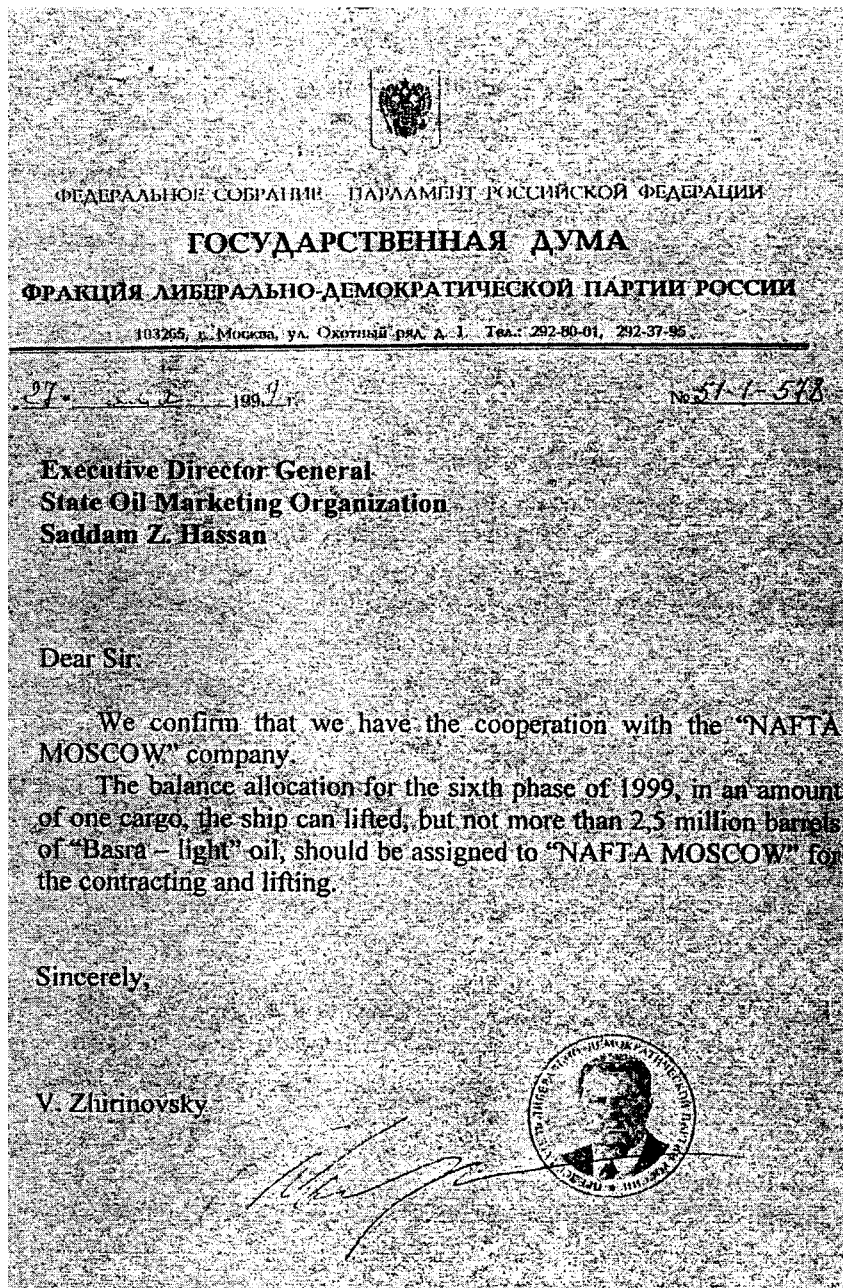 ФЕДЕРАЛЬНОЕ СОБРАНИЕ - ПАРЛАМЕНТ РОССИЙСКОЙ ФЕДЕРАЦИИ
ГОСУДАРСТВЕННАЯ ДУМА
ФРАКЦИЯ ЛИБЕРАЛЬНО-ДЕМОКРАТИЧЕСКОЙ ПАРТИИ РОССИИ
103265, г. Москва, ул. Охотный ряд, д. 1. Тел.: 292-80-01, 292-37-95
27 1999 г. № 51-1-578
Executive Director General
State Oil Marketing Organization
Saddam Z. Hassan
Dear Sir:
We confirm that we have the cooperation with the “NAFTA
MOSCOW” company.
The balance allocation for the sixth phase of 1999, in an amount
of one cargo, the ship can lifted, but not more than 2,5 million barrels
of “Basra – light” oil, should be assigned to “NAFTA MOSCOW” for
the contracting and lifting.
Sincerely,
V. Zhirinovsky